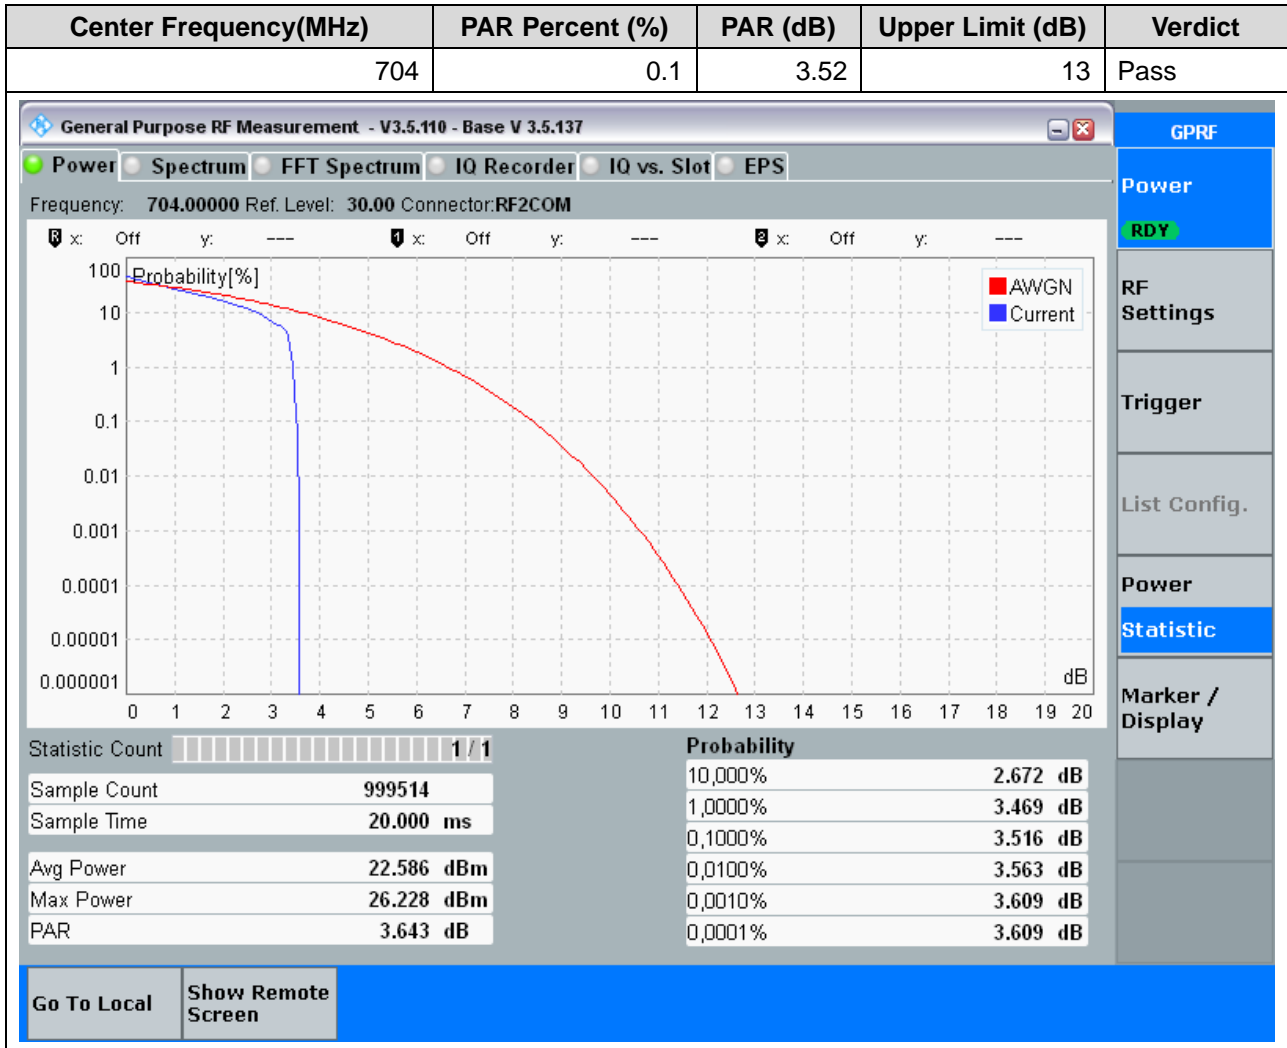 Center Frequency(MHz) PAR Percent (%) PAR (dB) Upper Limit (dB) Verdict
704 0.1 3.52 13 Pass
General Purpose RF Measurement - V3.5.110 - Base V 3.5.137
GPRF
Power Spectrum FFT Spectrum IQ Recorder IQ vs. Slot EPS
Power
RDY
Frequency: 704.00000 Ref. Level: 30.00 Connector:RF2COM
R x: Off y: --- 1 x: Off y: --- 2 x: Off y: ---
Probability[%]
AWGN
Current
100
10
1
0.1
0.01
0.001
0.0001
0.00001
0.000001
dB
0 1 2 3 4 5 6 7 8 9 10 11 12 13 14 15 16 17 18 19 20
RF
Settings
Trigger
List Config.
Power
Statistic
Marker /
Display
Statistic Count 1 / 1
Sample Count 999514
Sample Time 20.000 ms
Avg Power 22.586 dBm
Max Power 26.228 dBm
PAR 3.643 dB
Probability
10,000% 2.672 dB
1,0000% 3.469 dB
0,1000% 3.516 dB
0,0100% 3.563 dB
0,0010% 3.609 dB
0,0001% 3.609 dB
Go To Local
Show Remote
Screen